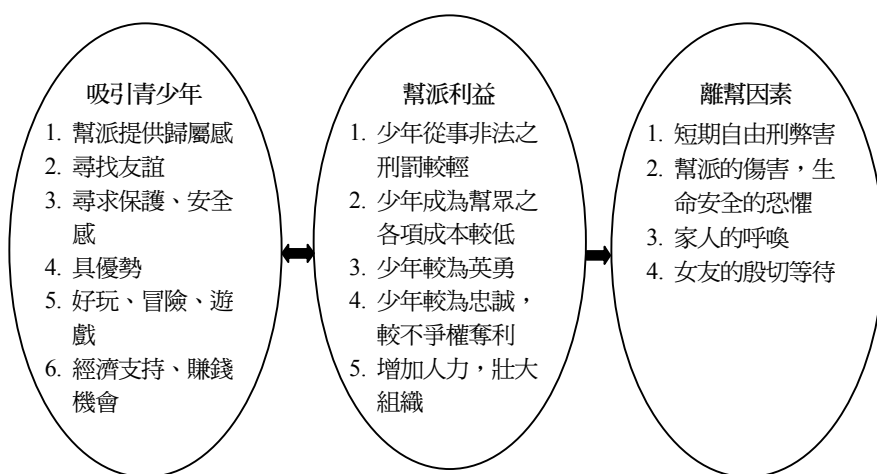 吸引青少年
1. 幫派提供歸屬感
2. 尋找友誼
3. 尋求保護、安全
感
4. 具優勢
5. 好玩、冒險、遊
戲
6. 經濟支持、賺錢
機會
幫派利益
1. 少年從事非法之
刑罰較輕
2. 少年成為幫眾之
各項成本較低
3. 少年較為英勇
4. 少年較為忠誠，
較不爭權奪利
5. 增加人力，壯大
組織
離幫因素
1. 短期自由刑弊害
2. 幫派的傷害，生
命安全的恐懼
3. 家人的呼喚
4. 女友的殷切等待